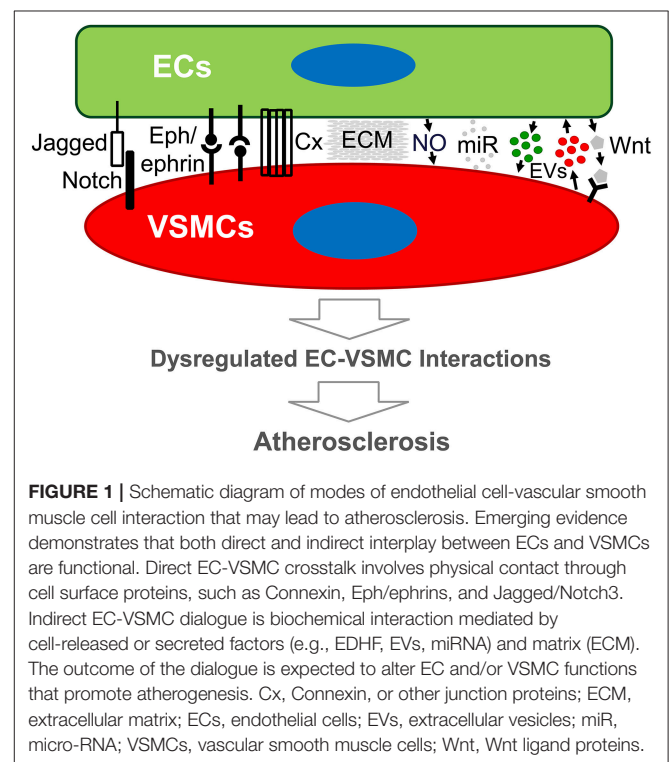 ECs
Jagged
Notch
Eph/
ephrin
Cx
ECM
NO
miR
EVs
Wnt
VSMCs
Dysregulated EC-VSMC Interactions
Atherosclerosis
FIGURE 1 | Schematic diagram of modes of endothelial cell-vascular smooth
muscle cell interaction that may lead to atherosclerosis. Emerging evidence
demonstrates that both direct and indirect interplay between ECs and VSMCs
are functional. Direct EC-VSMC crosstalk involves physical contact through
cell surface proteins, such as Connexin, Eph/ephrins, and Jagged/Notch3.
Indirect EC-VSMC dialogue is biochemical interaction mediated by
cell-released or secreted factors (e.g., EDHF, EVs, miRNA) and matrix (ECM).
The outcome of the dialogue is expected to alter EC and/or VSMC functions
that promote atherogenesis. Cx, Connexin, or other junction proteins; ECM,
extracellular matrix; ECs, endothelial cells; EVs, extracellular vesicles; miR,
micro-RNA; VSMCs, vascular smooth muscle cells; Wnt, Wnt ligand proteins.